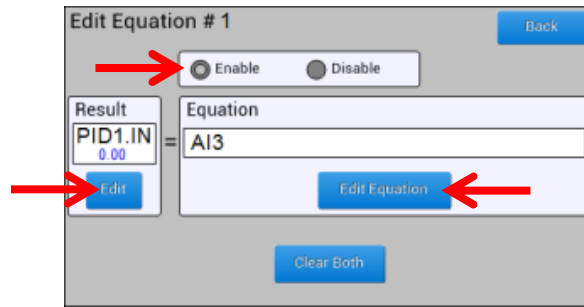 Edit Equation # 1
Back
Enable
Disable
Result
Equation
PID1.IN
=
AI3
0.00
Edit
Edit Equation
Clear Both